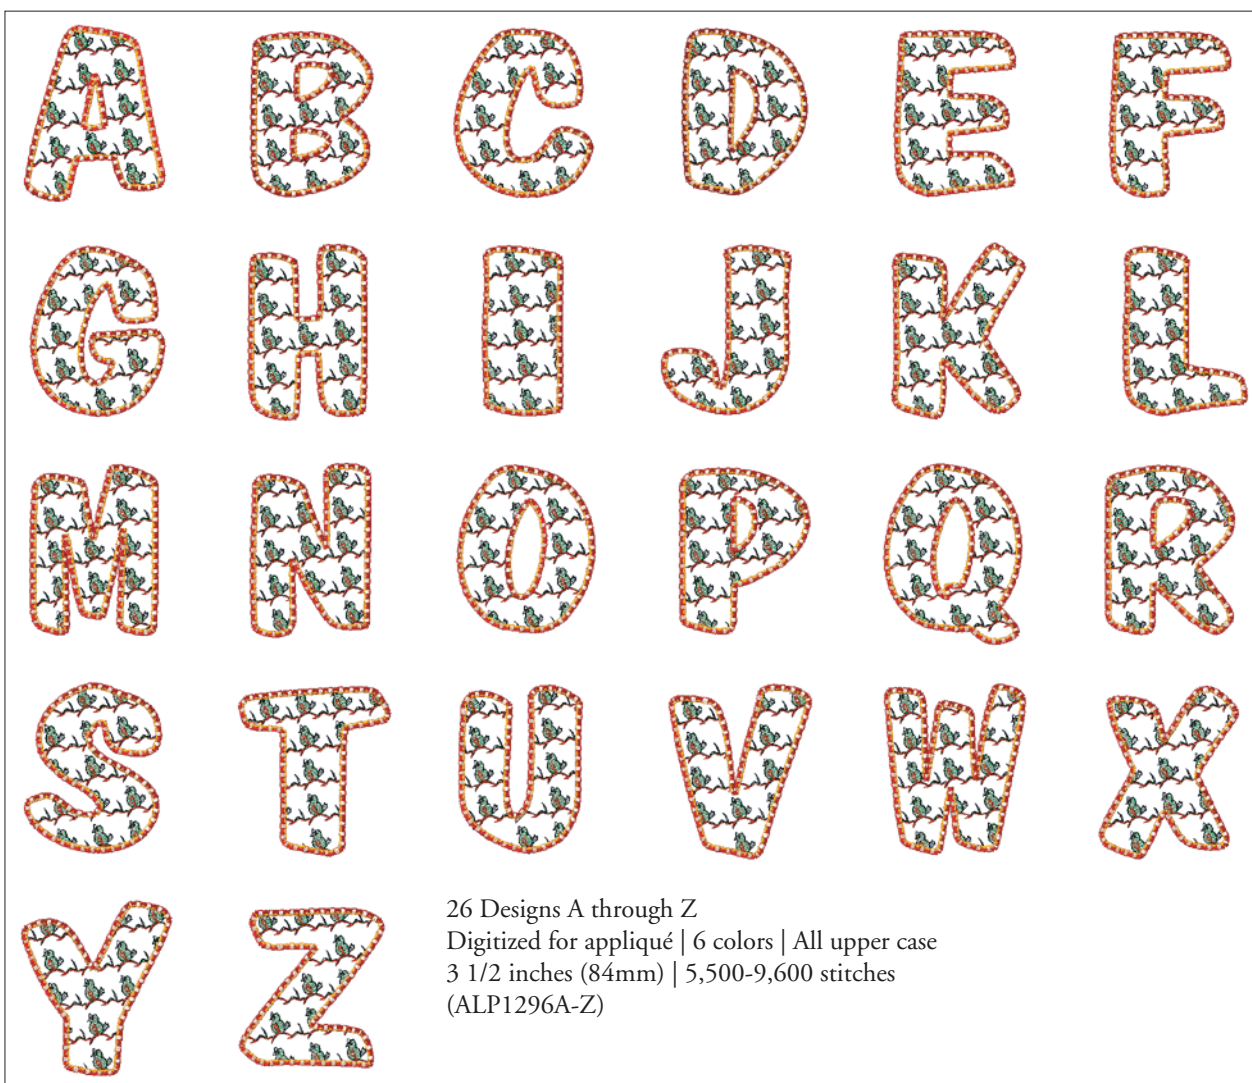 A B C D E F
G H I J K L
M N O P Q R
S T U V W X
Y Z
26 Designs A through Z
Digitized for appliqué | 6 colors | All upper case
3 1/2 inches (84mm) | 5,500-9,600 stitches
(ALP1296A-Z)